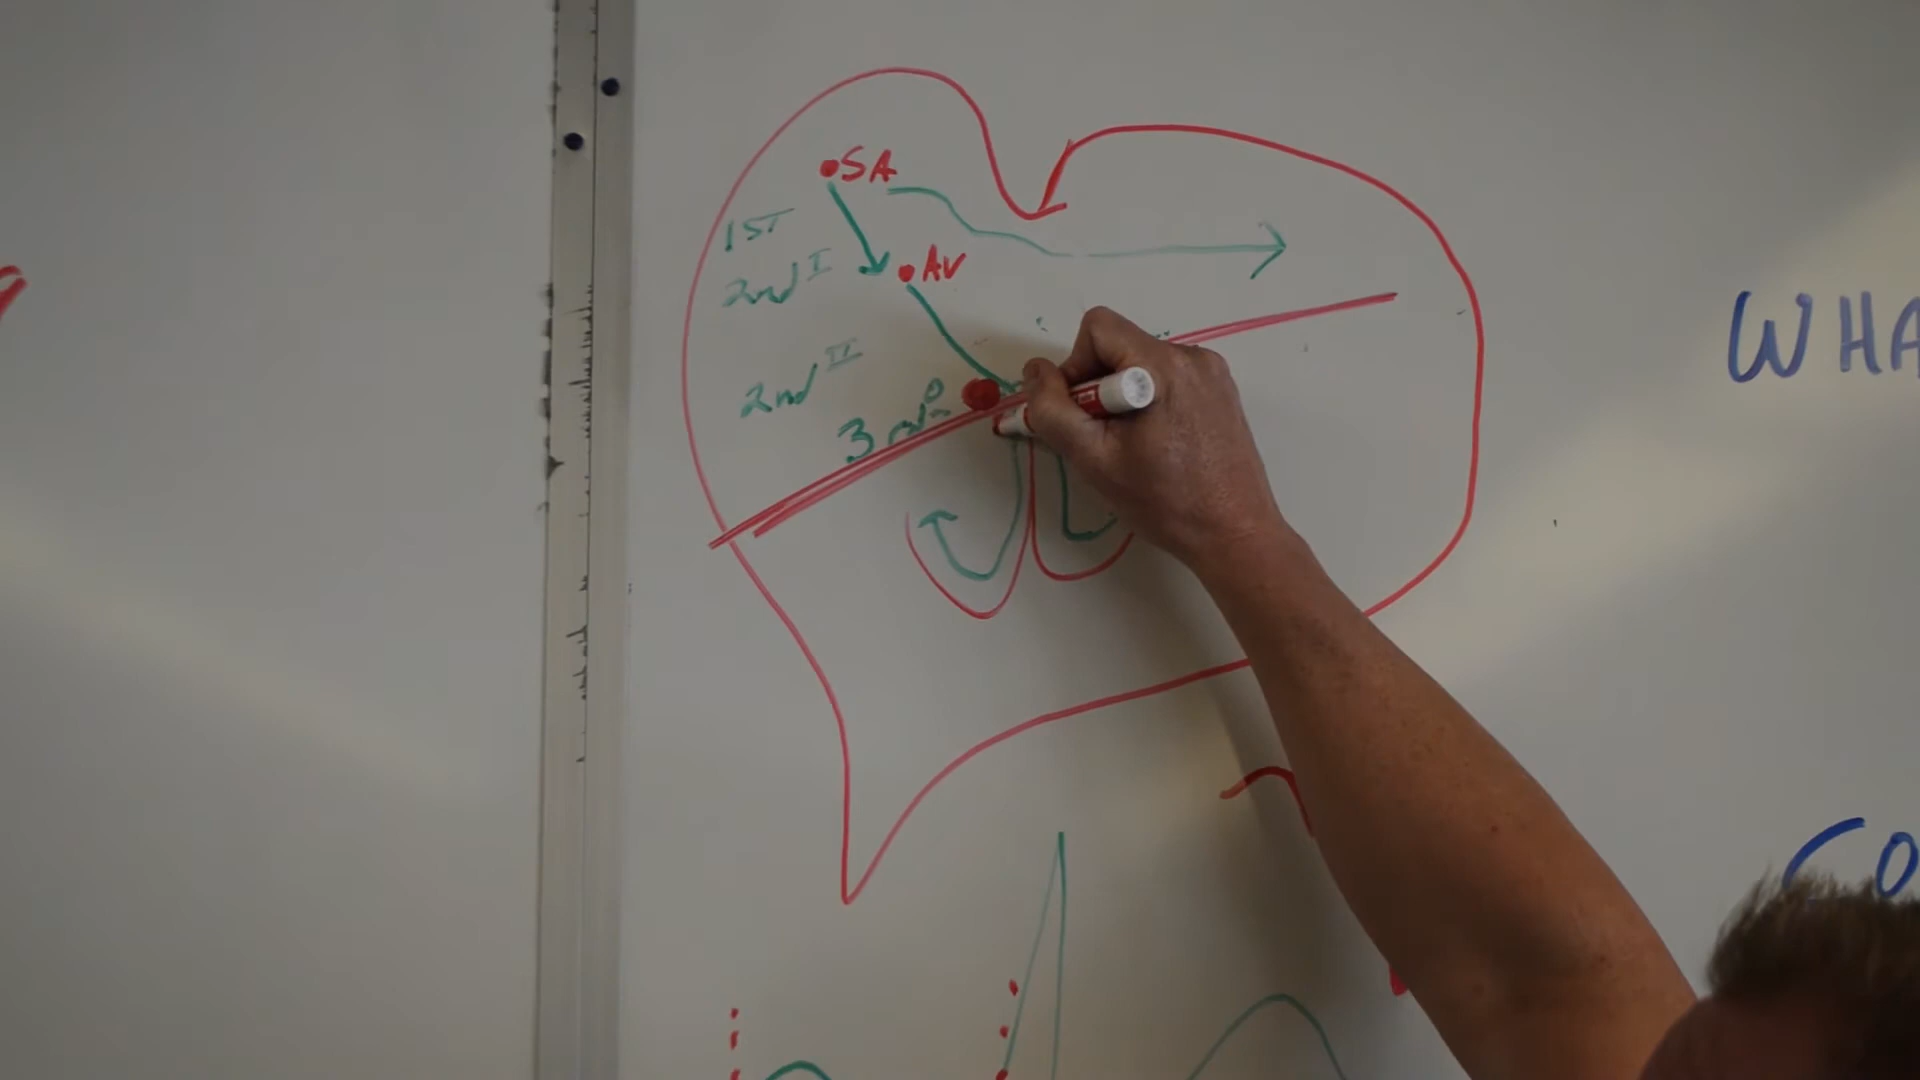 SA
1ST
AV
2nd I
2nd II
3rd°
WHA
CO